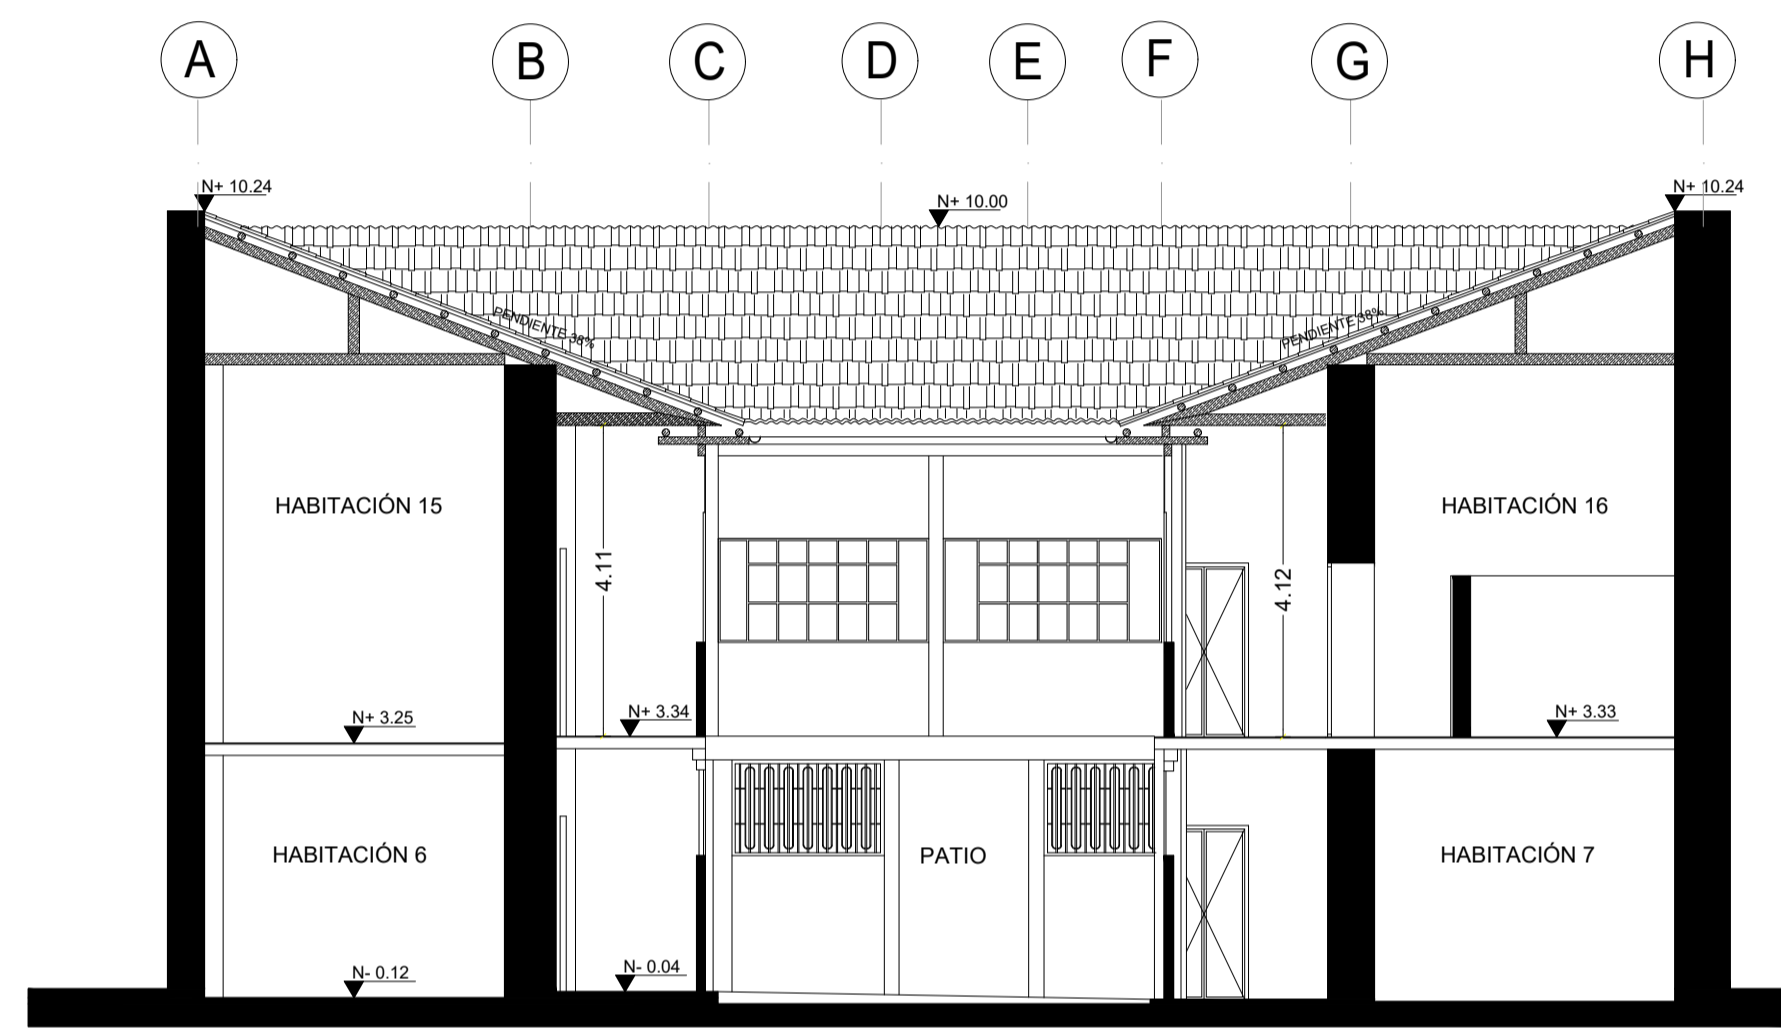 A B C D E F G H
N+ 10.24
N+ 10.00
N+ 10.24
PENDIENTE 38%
PENDIENTE 38%
HABITACIÓN 15
HABITACIÓN 16
4.11
4.12
N+ 3.25
N+ 3.34
N+ 3.33
HABITACIÓN 6
PATIO
HABITACIÓN 7
N- 0.12
N- 0.04